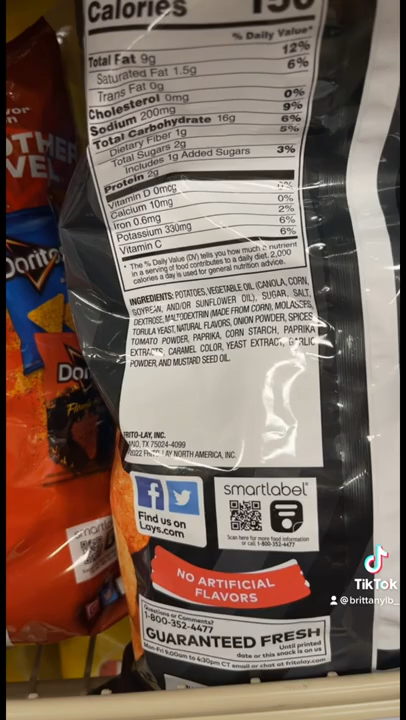 Calories 150
% Daily Value*
Total Fat 9g 12%
Saturated Fat 1.5g 6%
Trans Fat 0g
Cholesterol 0mg 0%
Sodium 200mg 9%
Total Carbohydrate 16g 6%
Dietary Fiber 1g 5%
Total Sugars 2g
Includes 1g Added Sugars 3%
Protein 2g
Vitamin D 0mcg 0%
Calcium 10mg 0%
Iron 0.6mg 2%
Potassium 330mg 6%
Vitamin C 6%
* The % Daily Value (DV) tells you how much a nutrient
in a serving of food contributes to a daily diet. 2,000
calories a day is used for general nutrition advice.
INGREDIENTS: POTATOES, VEGETABLE OIL (CANOLA, CORN,
SOYBEAN, AND/OR SUNFLOWER OIL), SUGAR, SALT,
DEXTROSE, MALTODEXTRIN (MADE FROM CORN), MOLASSES,
TORULA YEAST, NATURAL FLAVORS, ONION POWDER, SPICES,
TOMATO POWDER, PAPRIKA, CORN STARCH, PAPRIKA
EXTRACTS, CARAMEL COLOR, YEAST EXTRACT, GARLIC
POWDER, AND MUSTARD SEED OIL.
FRITO-LAY, INC.
ANO, TX 75024-4099
2022 FRITO-LAY NORTH AMERICA, INC.
Find us on
Lays.com
smartlabel
Scan here for more food information
or call 1-800-352-4477
NO ARTIFICIAL
FLAVORS
Questions or Comments?
1-800-352-4477
Mon-Fri 9:00am to 4:30pm CT email or chat at fritolay.com
GUARANTEED FRESH
Until printed
date or this snack is on us
OTHE
VEL
Doritos
Dor
smartla
TikTok
@brittanylb_